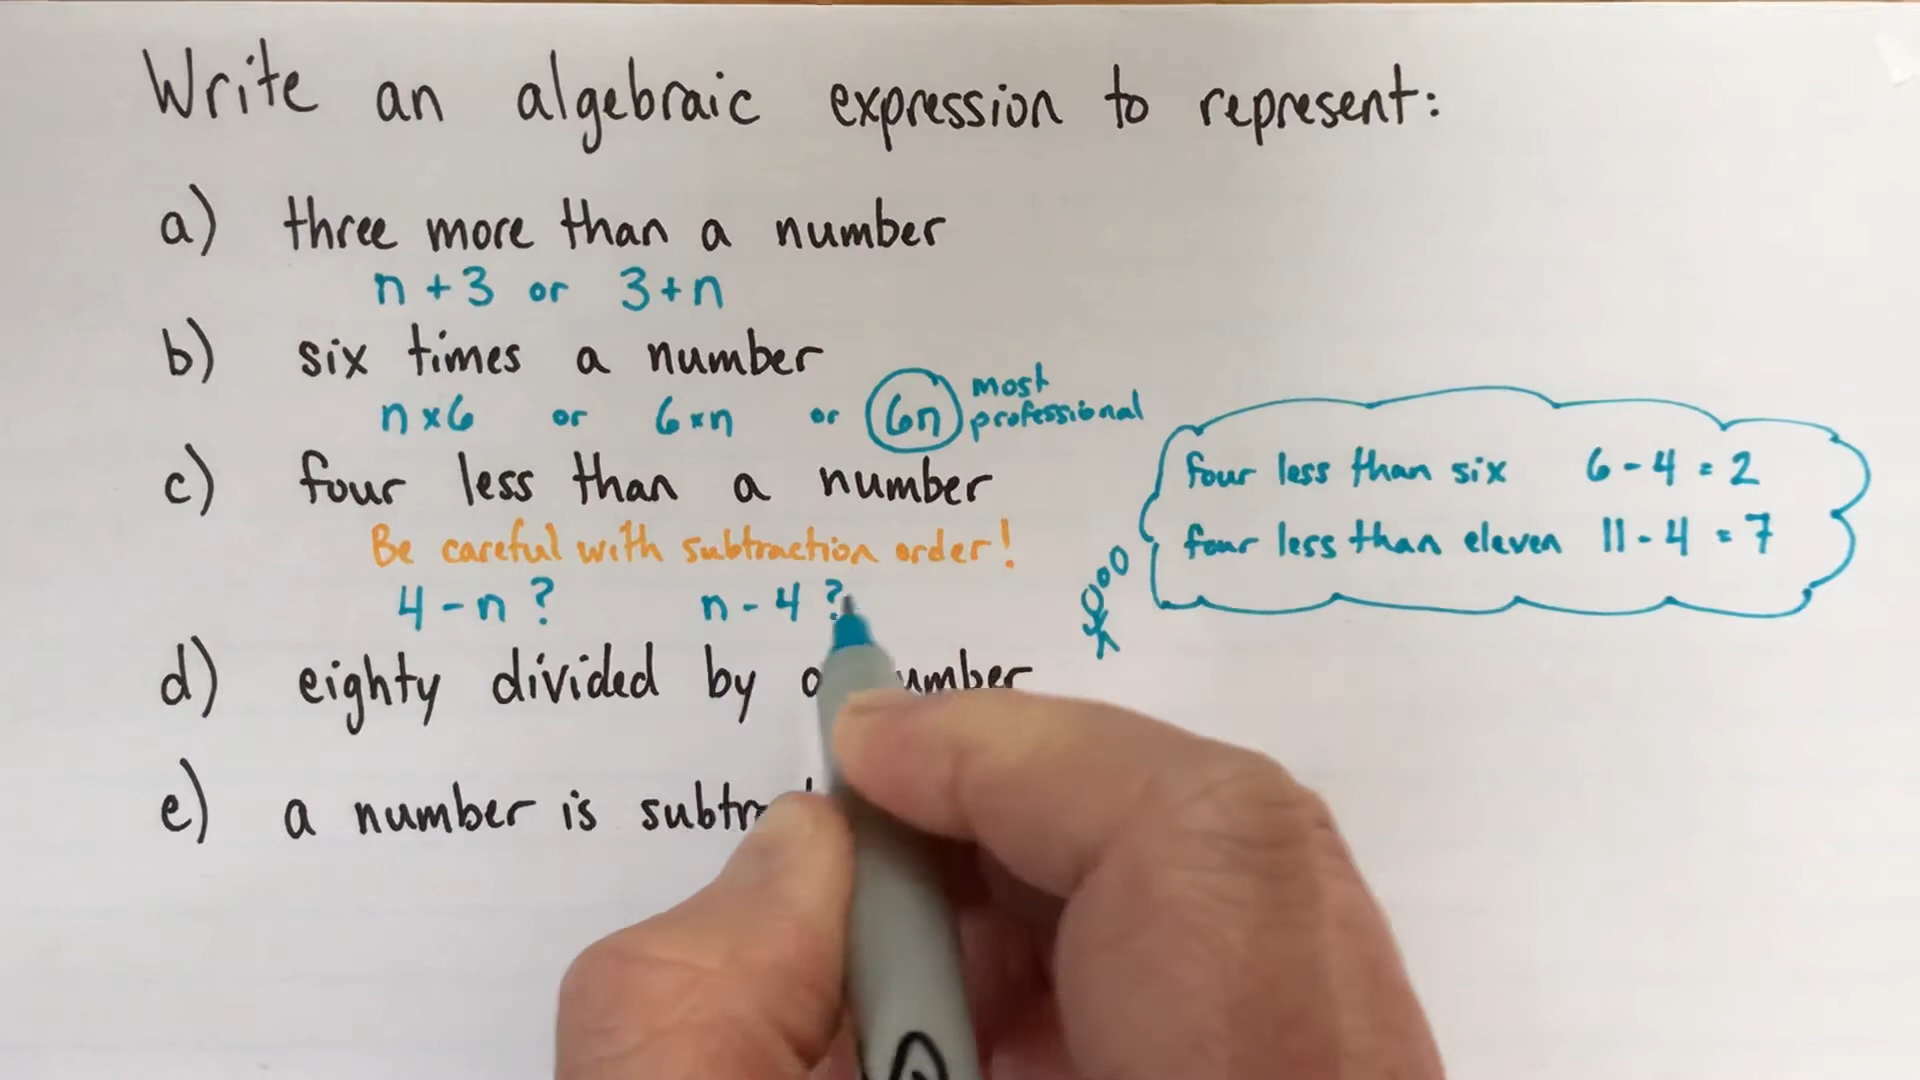 Write an algebraic expression to represent:
a) three more than a number
n + 3 or 3 + n
b) six times a number
n × 6 or 6 × n or 6n most professional
c) four less than a number
Be careful with subtraction order!
4 - n ? n - 4 ?
four less than six 6 - 4 = 2
four less than eleven 11 - 4 = 7
d) eighty divided by
e) a number is